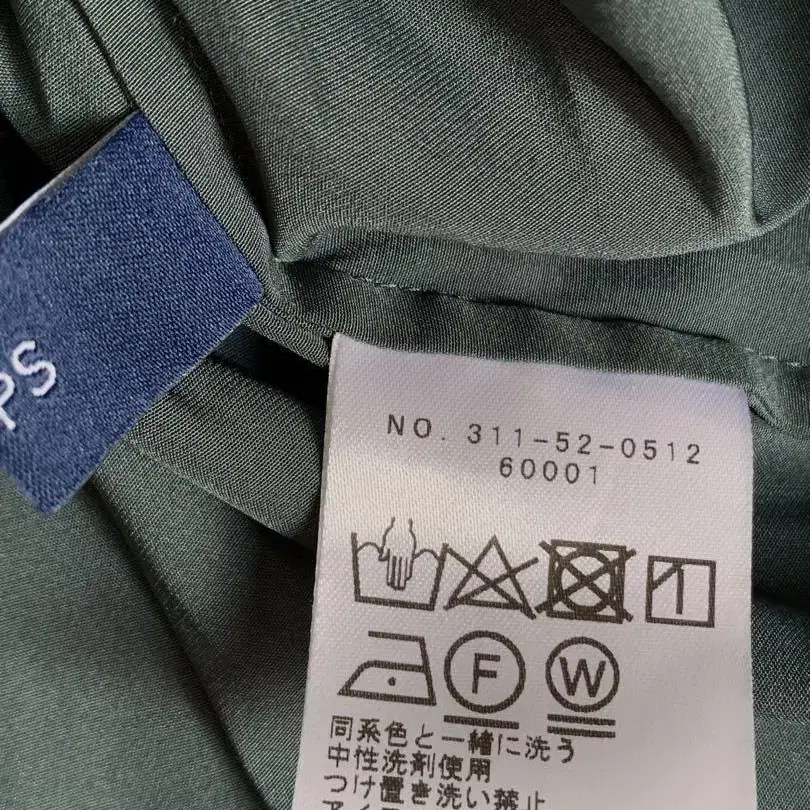 PS
NO. 311-52-0512
60001
F
W
同系色と一緒に洗う
中性洗剤使用
つけ置き洗い禁止